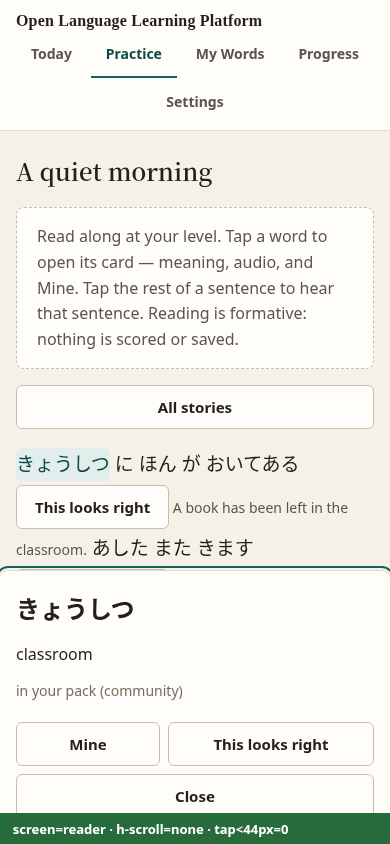 Open Language Learning Platform
Today Practice My Words Progress
Settings
A quiet morning
Read along at your level. Tap a word to
open its card — meaning, audio, and
Mine. Tap the rest of a sentence to hear
that sentence. Reading is formative:
nothing is scored or saved.
All stories
きょうしつ に ほん が おいてある
This looks right A book has been left in the
classroom. あした また きます
きょうしつ
classroom
in your pack (community)
Mine This looks right
Close
screen=reader · h-scroll=none · tap<44px=0